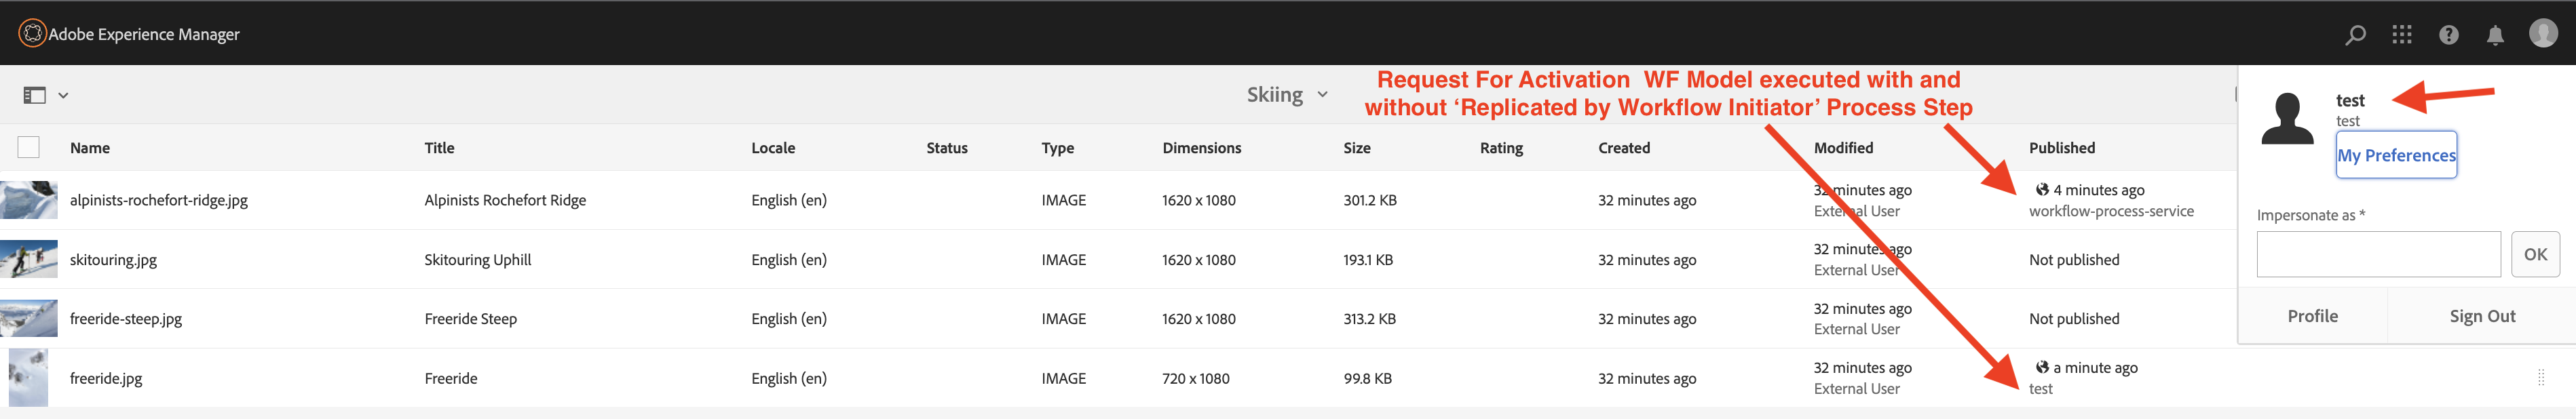 Adobe Experience Manager
Skiing
Request For Activation WF Model executed with and
without ‘Replicated by Workflow Initiator’ Process Step
test
test
My Preferences
Impersonate as *
OK
Profile
Sign Out
Name Title Locale Status Type Dimensions Size Rating Created Modified Published
alpinists-rochefort-ridge.jpg Alpinists Rochefort Ridge English (en) IMAGE 1620 x 1080 301.2 KB 32 minutes ago 32 minutes ago 4 minutes ago
External User workflow-process-service
skitouring.jpg Skitouring Uphill English (en) IMAGE 1620 x 1080 193.1 KB 32 minutes ago 32 minutes ago Not published
External User
freeride-steep.jpg Freeride Steep English (en) IMAGE 1620 x 1080 313.2 KB 32 minutes ago 32 minutes ago Not published
External User
freeride.jpg Freeride English (en) IMAGE 720 x 1080 99.8 KB 32 minutes ago 32 minutes ago a minute ago
External User test